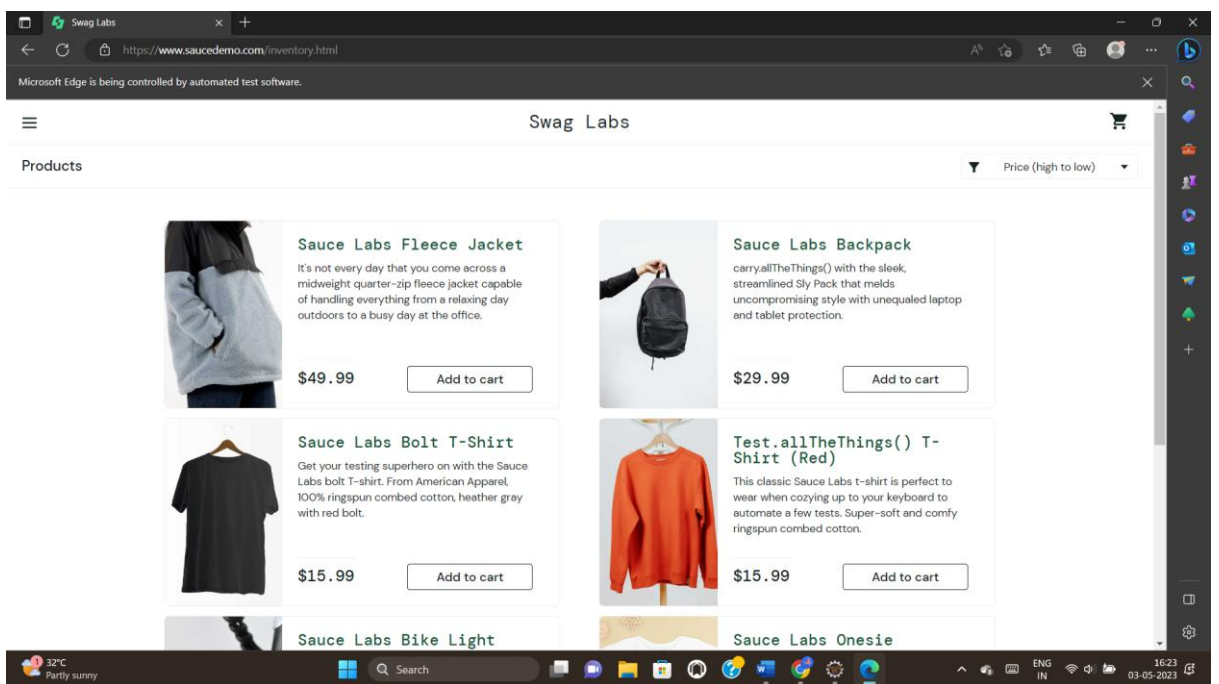 Swag Labs
https://www.saucedemo.com/inventory.html
Microsoft Edge is being controlled by automated test software.
Swag Labs
Products
Price (high to low)
Sauce Labs Fleece Jacket
It's not every day that you come across a
midweight quarter-zip fleece jacket capable
of handling everything from a relaxing day
outdoors to a busy day at the office.
$49.99
Add to cart
Sauce Labs Backpack
carry.allTheThings() with the sleek,
streamlined Sly Pack that melds
uncompromising style with unequaled laptop
and tablet protection.
$29.99
Add to cart
Sauce Labs Bolt T-Shirt
Get your testing superhero on with the Sauce
Labs bolt T-shirt. From American Apparel,
100% ringspun combed cotton, heather gray
with red bolt.
$15.99
Add to cart
Test.allTheThings() T-
Shirt (Red)
This classic Sauce Labs t-shirt is perfect to
wear when cozying up to your keyboard to
automate a few tests. Super-soft and comfy
ringspun combed cotton.
$15.99
Add to cart
Sauce Labs Bike Light
Sauce Labs Onesie
1
32°C
Partly sunny
Search
ENG
IN
16:23
03-05-2023